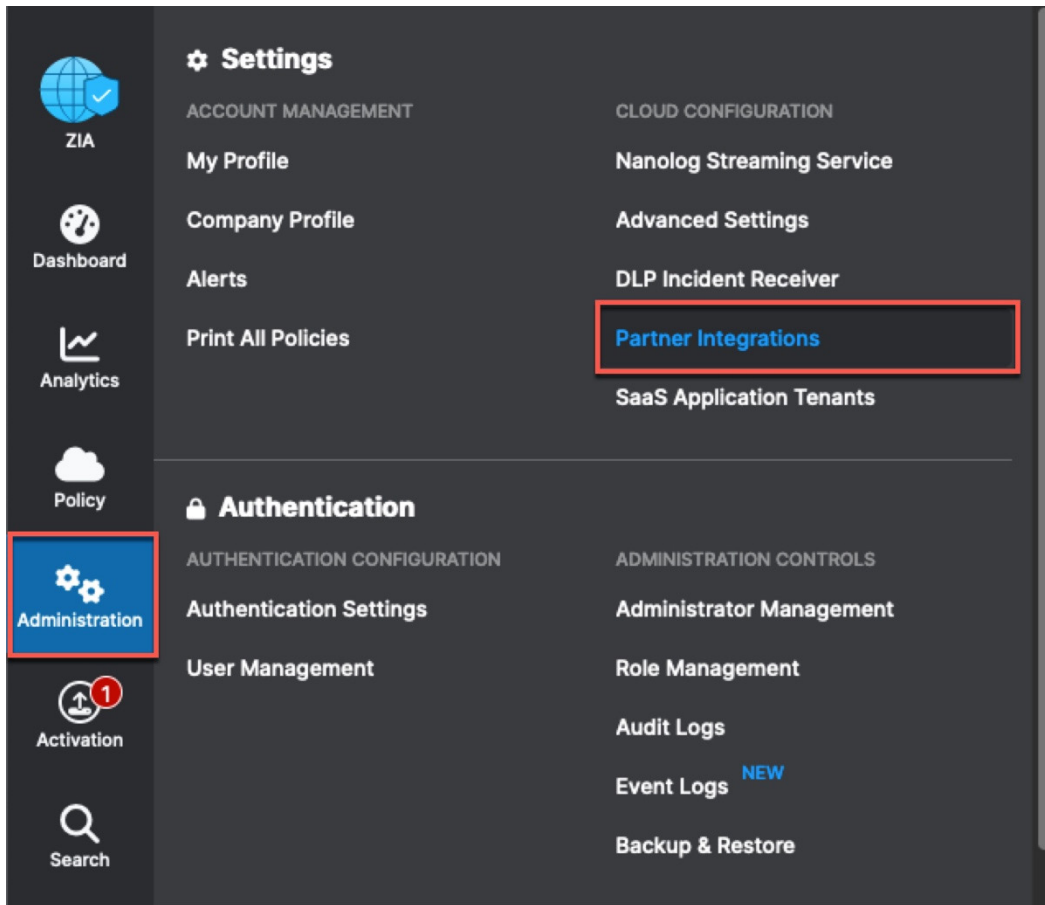 ZIA
Dashboard
Analytics
Policy
Administration
1
Activation
Search
Settings
ACCOUNT MANAGEMENT
My Profile
Company Profile
Alerts
Print All Policies
CLOUD CONFIGURATION
Nanolog Streaming Service
Advanced Settings
DLP Incident Receiver
Partner Integrations
SaaS Application Tenants
Authentication
AUTHENTICATION CONFIGURATION
Authentication Settings
User Management
ADMINISTRATION CONTROLS
Administrator Management
Role Management
Audit Logs
Event Logs NEW
Backup & Restore